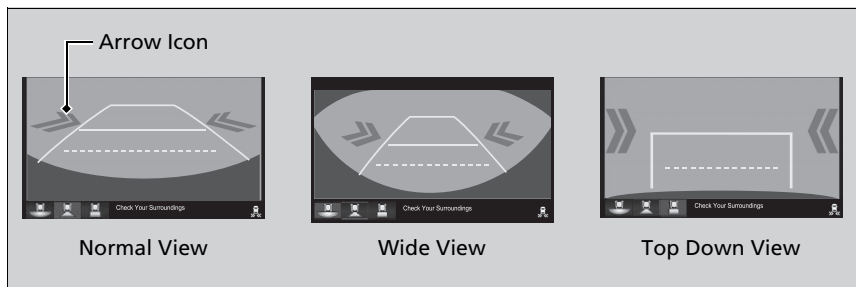 Arrow Icon
Check Your Surroundings
Check Your Surroundings
Check Your Surroundings
Normal View
Wide View
Top Down View